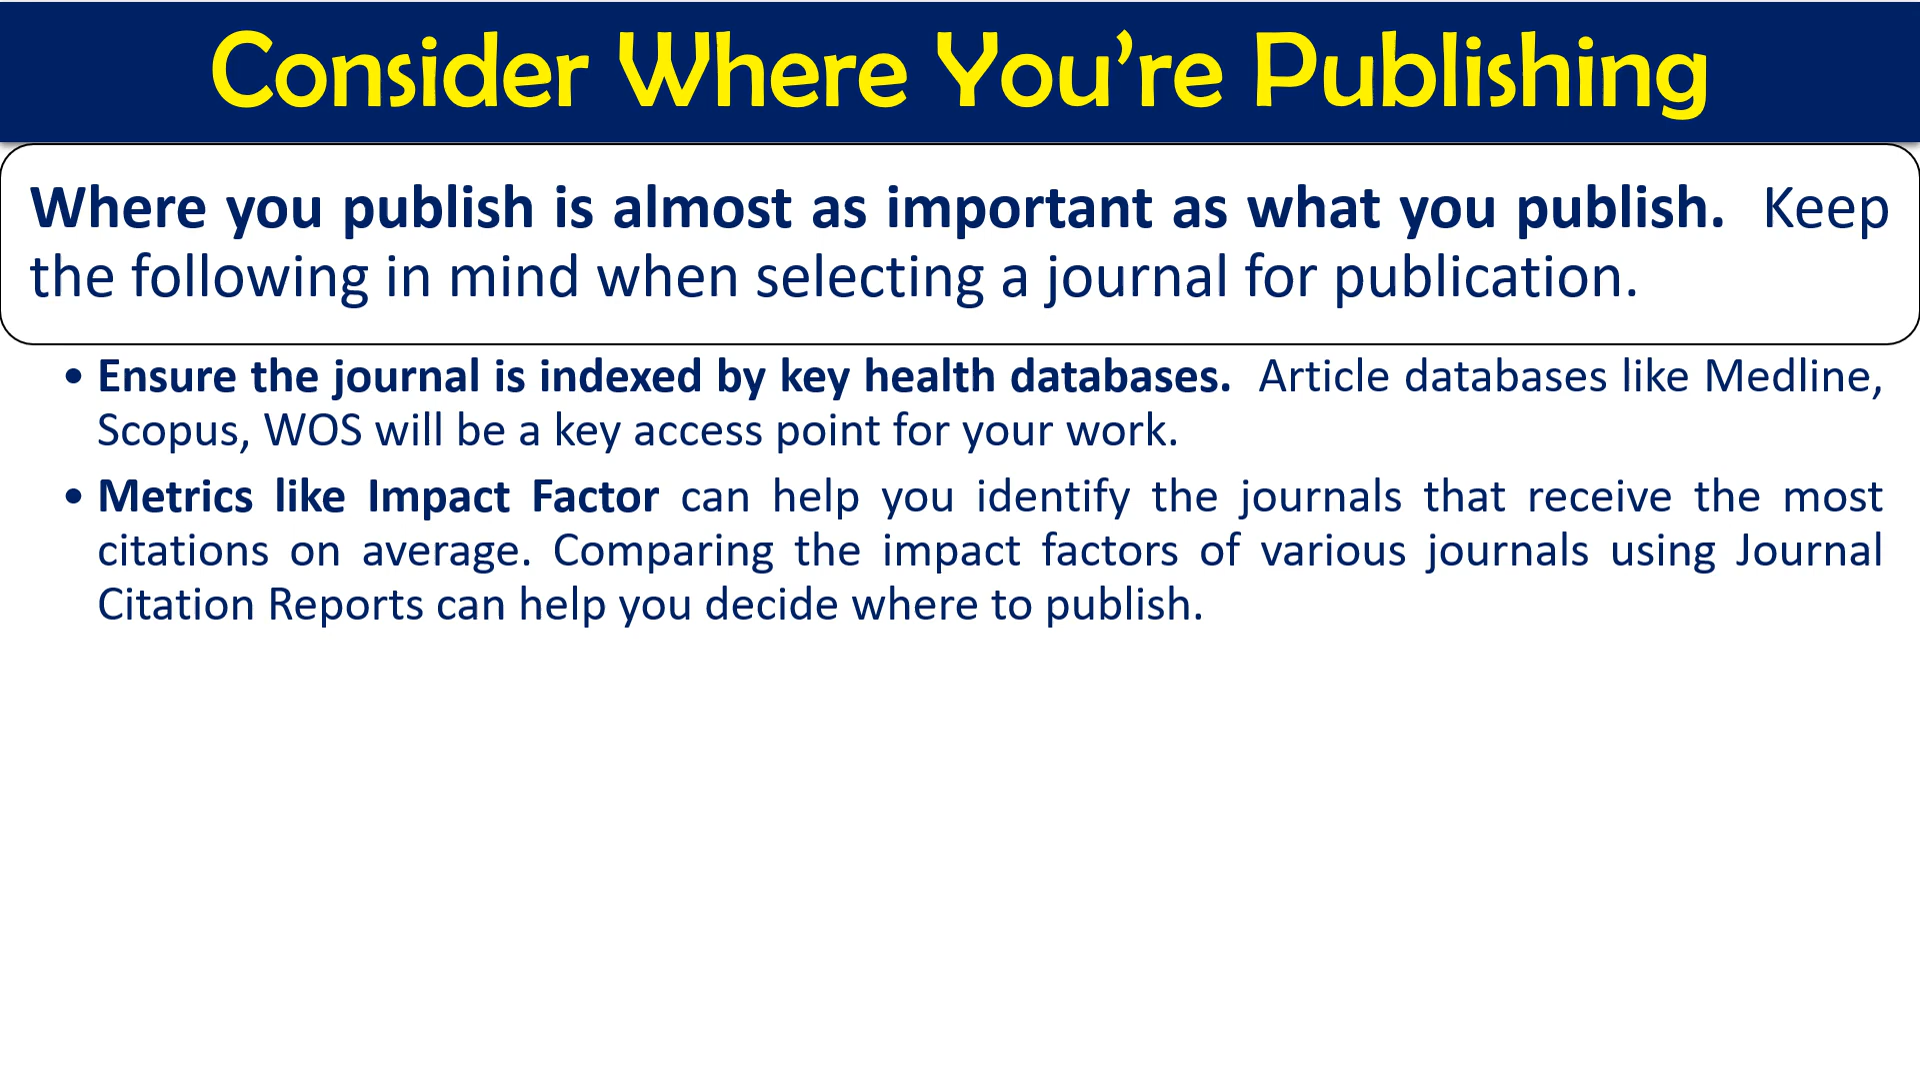 Consider Where You’re Publishing
Where you publish is almost as important as what you publish. Keep
the following in mind when selecting a journal for publication.
• Ensure the journal is indexed by key health databases. Article databases like Medline,
Scopus, WOS will be a key access point for your work.
• Metrics like Impact Factor can help you identify the journals that receive the most
citations on average. Comparing the impact factors of various journals using Journal
Citation Reports can help you decide where to publish.